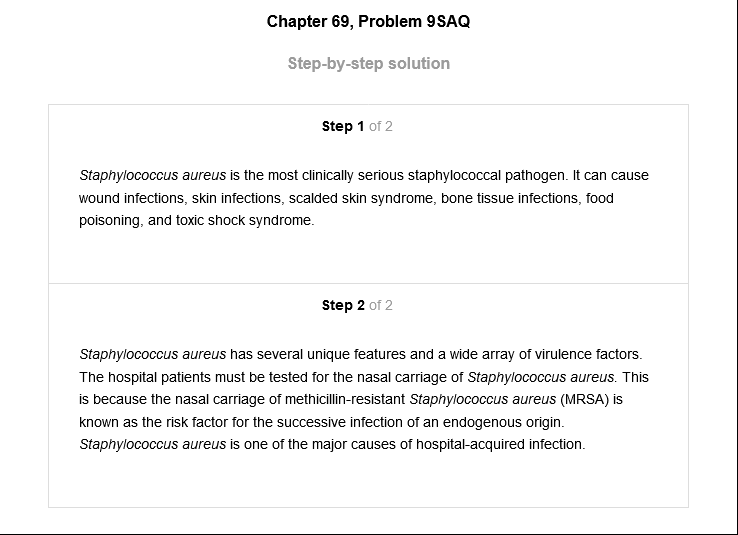 Chapter 69, Problem 9SAQ
Step-by-step solution
Step 1 of 2
Staphylococcus aureus is the most clinically serious staphylococcal pathogen. It can cause
wound infections, skin infections, scalded skin syndrome, bone tissue infections, food
poisoning, and toxic shock syndrome.
Step 2 of 2
Staphylococcus aureus has several unique features and a wide array of virulence factors.
The hospital patients must be tested for the nasal carriage of Staphylococcus aureus. This
is because the nasal carriage of methicillin-resistant Staphylococcus aureus (MRSA) is
known as the risk factor for the successive infection of an endogenous origin.
Staphylococcus aureus is one of the major causes of hospital-acquired infection.